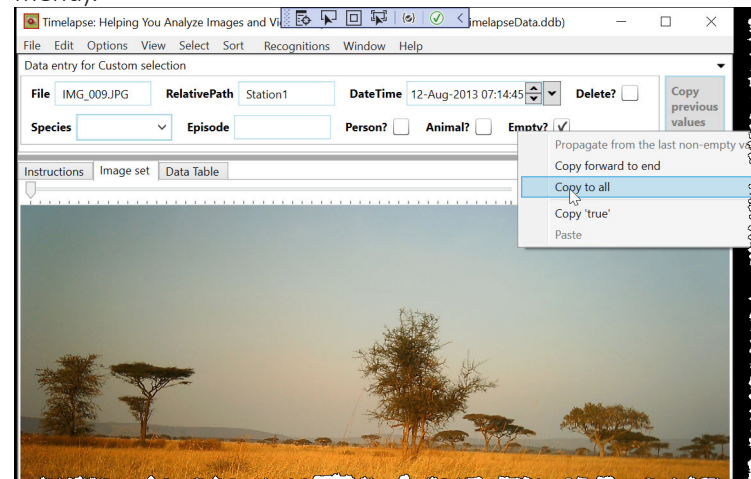 menu).
Timelapse: Helping You Analyze Images and Vi imelapseData.ddb)
File Edit Options View Select Sort Recognitions Window Help
Data entry for Custom selection
File IMG_009.JPG RelativePath Station1 DateTime 12-Aug-2013 07:14:45 Delete? Copy previous values
Species Episode Person? Animal? Empty?
Propagate from the last non-empty va
Instructions Image set Data Table
Copy forward to end
Copy to all
Copy 'true'
Paste